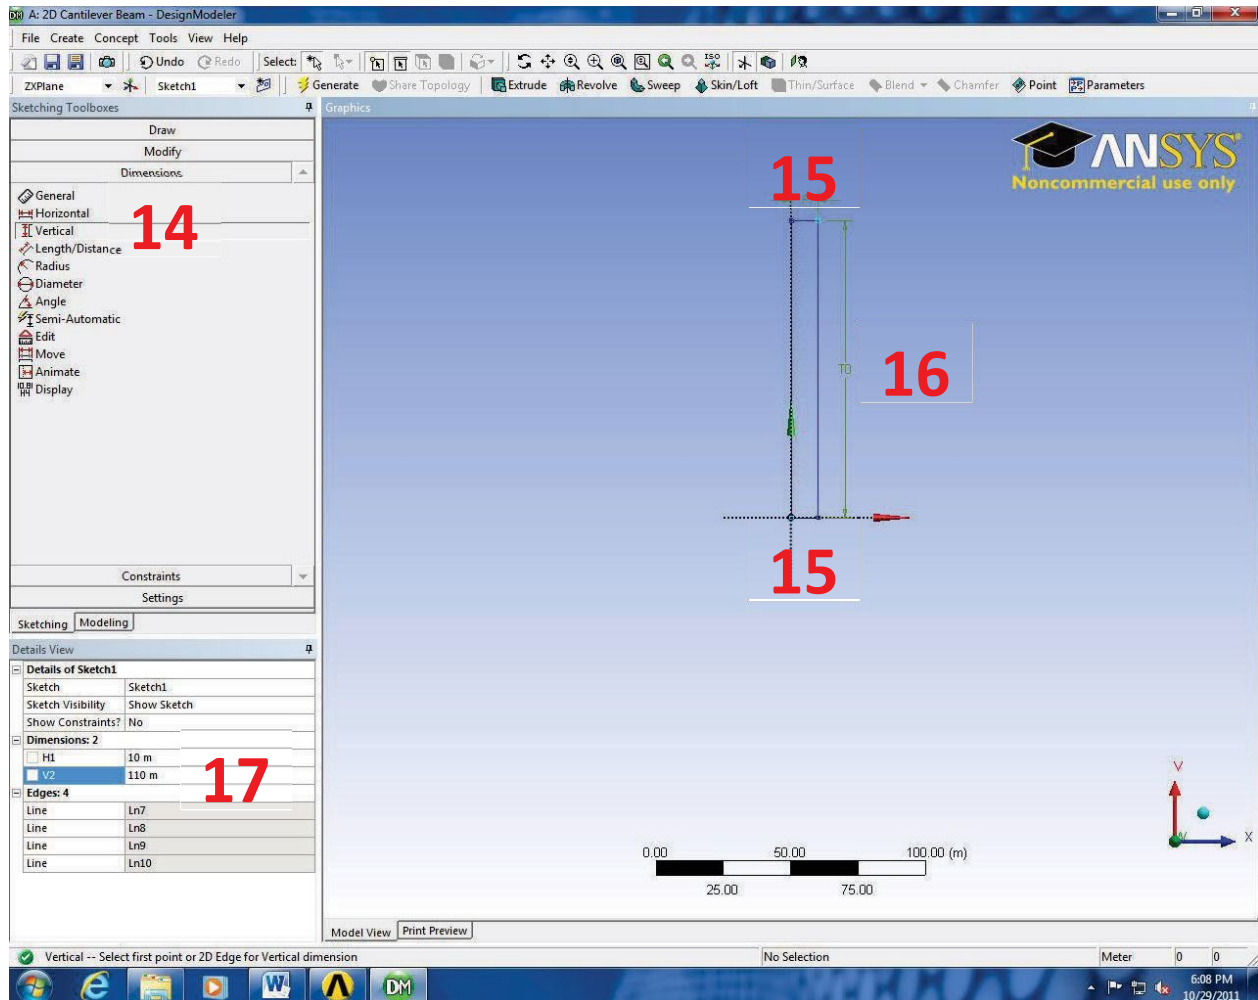 A: 2D Cantilever Beam - DesignModeler
File Create Concept Tools View Help
Undo Redo Select: ISO
ZXPlane Sketch1 Generate Share Topology Extrude Revolve Sweep Skin/Loft Thin/Surface Blend Chamfer Point Parameters
Sketching Toolboxes
Draw
Modify
Dimensions
General
Horizontal
Vertical
Length/Distance
Radius
Diameter
Angle
Semi-Automatic
Edit
Move
Animate
Display
14
Constraints
Settings
Sketching Modeling
Details View
Details of Sketch1
Sketch Sketch1
Sketch Visibility Show Sketch
Show Constraints? No
Dimensions: 2
H1 10 m
V2 110 m
17
Edges: 4
Line Ln7
Line Ln8
Line Ln9
Line Ln10
Graphics
ANSYS
Noncommercial use only
15
16
15
0.00 50.00 100.00 (m)
25.00 75.00
X
Model View Print Preview
Vertical -- Select first point or 2D Edge for Vertical dimension No Selection Meter 0 0
W DM
6:08 PM
10/29/2011